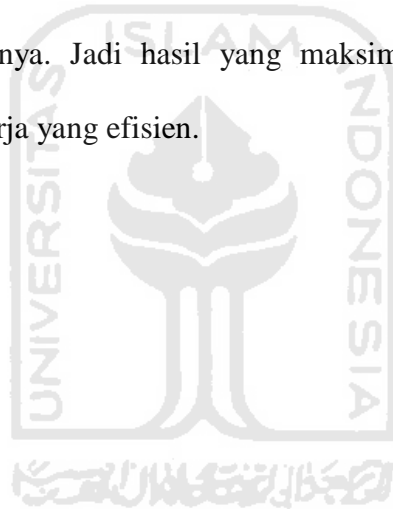 nya. Jadi hasil yang maksim
rja yang efisien.
ISLAM
UNIVERSITAS
INDONESIA